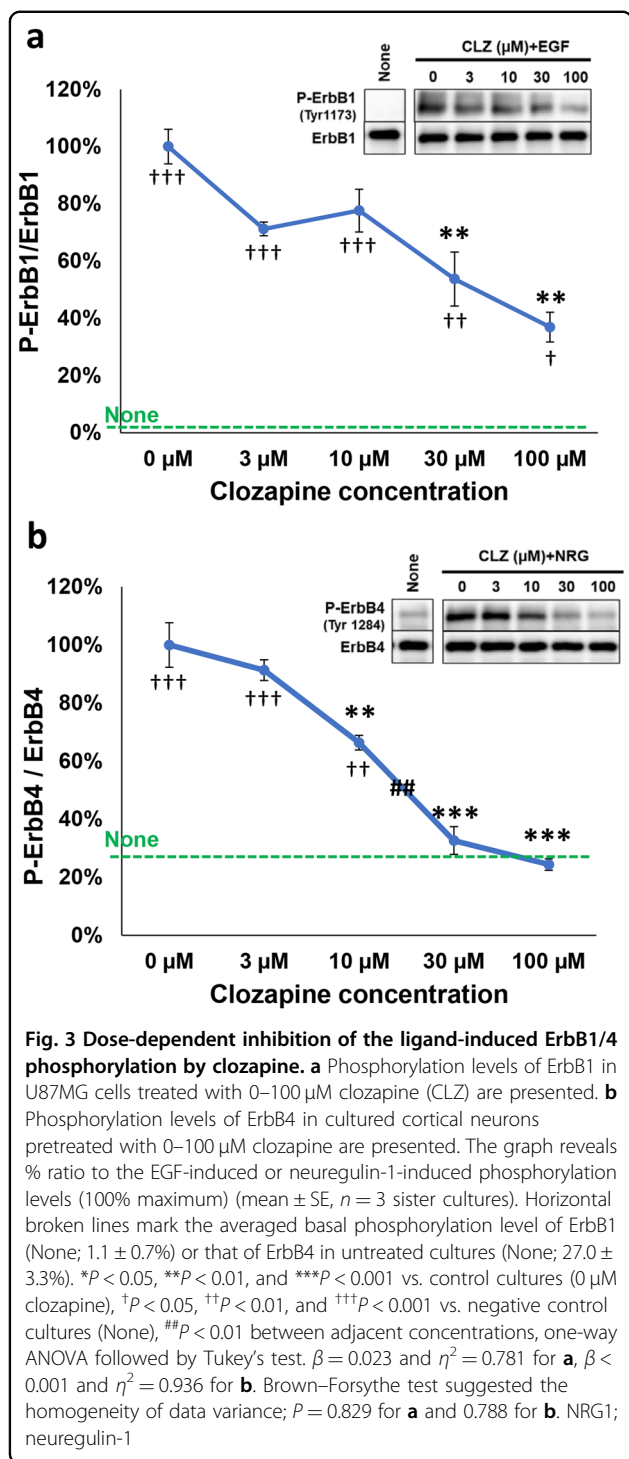 a
CLZ (µM)+EGF
None
0 3 10 30 100
P-ErbB1
(Tyr1173)
ErbB1
120%
100%
80%
60%
40%
20%
0%
P-ErbB1/ErbB1
†††
†††
†††
**
††
**
†
None
0 µM 3 µM 10 µM 30 µM 100 µM
Clozapine concentration
b
CLZ (µM)+NRG
None
0 3 10 30 100
P-ErbB4
(Tyr 1284)
ErbB4
120%
100%
80%
60%
40%
20%
0%
P-ErbB4 / ErbB4
†††
†††
**
††
##
***
***
None
0 µM 3 µM 10 µM 30 µM 100 µM
Clozapine concentration
Fig. 3 Dose-dependent inhibition of the ligand-induced ErbB1/4
phosphorylation by clozapine. a Phosphorylation levels of ErbB1 in
U87MG cells treated with 0–100 µM clozapine (CLZ) are presented. b
Phosphorylation levels of ErbB4 in cultured cortical neurons
pretreated with 0–100 µM clozapine are presented. The graph reveals
% ratio to the EGF-induced or neuregulin-1-induced phosphorylation
levels (100% maximum) (mean ± SE, n = 3 sister cultures). Horizontal
broken lines mark the averaged basal phosphorylation level of ErbB1
(None; 1.1 ± 0.7%) or that of ErbB4 in untreated cultures (None; 27.0 ±
3.3%). *P < 0.05, **P < 0.01, and ***P < 0.001 vs. control cultures (0 µM
clozapine), †P < 0.05, ††P < 0.01, and †††P < 0.001 vs. negative control
cultures (None), ##P < 0.01 between adjacent concentrations, one-way
ANOVA followed by Tukey's test. β = 0.023 and η² = 0.781 for a, β <
0.001 and η² = 0.936 for b. Brown–Forsythe test suggested the
homogeneity of data variance; P = 0.829 for a and 0.788 for b. NRG1;
neuregulin-1